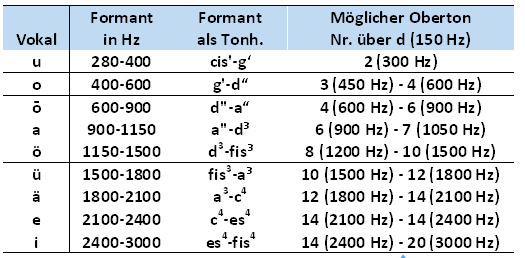 Vokal Formant in Hz Formant als Tonh. Möglicher Oberton Nr. über d (150 Hz)
u 280-400 cis'-g‘ 2 (300 Hz)
o 400-600 g'-d“ 3 (450 Hz) - 4 (600 Hz)
ō 600-900 d"-a“ 4 (600 Hz) - 6 (900 Hz)
a 900-1150 a"-d³ 6 (900 Hz) - 7 (1050 Hz)
ö 1150-1500 d³-fis³ 8 (1200 Hz) - 10 (1500 Hz)
ü 1500-1800 fis³-a³ 10 (1500 Hz) - 12 (1800 Hz)
ä 1800-2100 a³-c⁴ 12 (1800 Hz) - 14 (2100 Hz)
e 2100-2400 c⁴-es⁴ 14 (2100 Hz) - 14 (2400 Hz)
i 2400-3000 es⁴-fis⁴ 14 (2400 Hz) - 20 (3000 Hz)